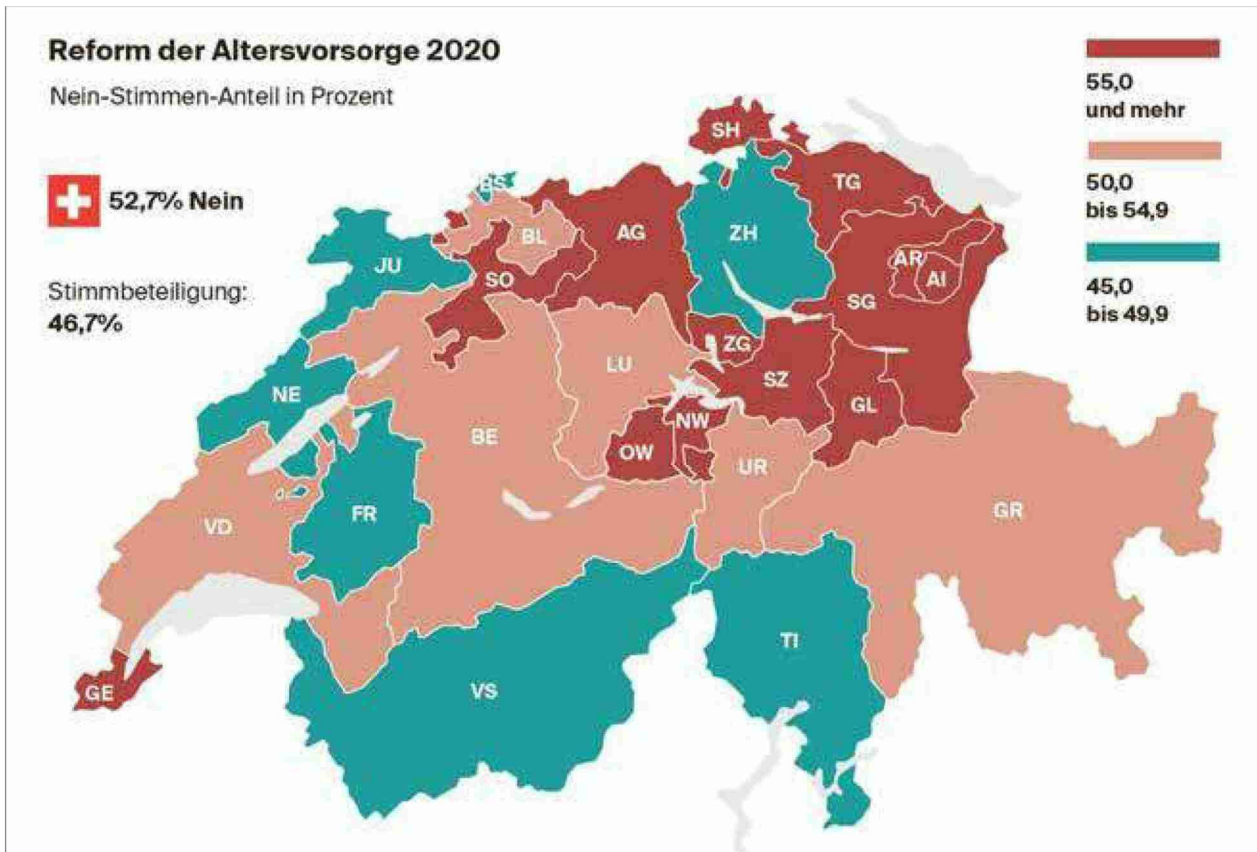 Reform der Altersvorsorge 2020
Nein-Stimmen-Anteil in Prozent
52,7% Nein
Stimmbeteiligung:
46,7%
55,0
und mehr
50,0
bis 54,9
45,0
bis 49,9
SH
TG
BS
BL
AG
ZH
JU
SO
AR
AI
SG
ZG
LU
SZ
NE
GL
NW
BE
OW
UR
FR
GR
VD
TI
GE
VS